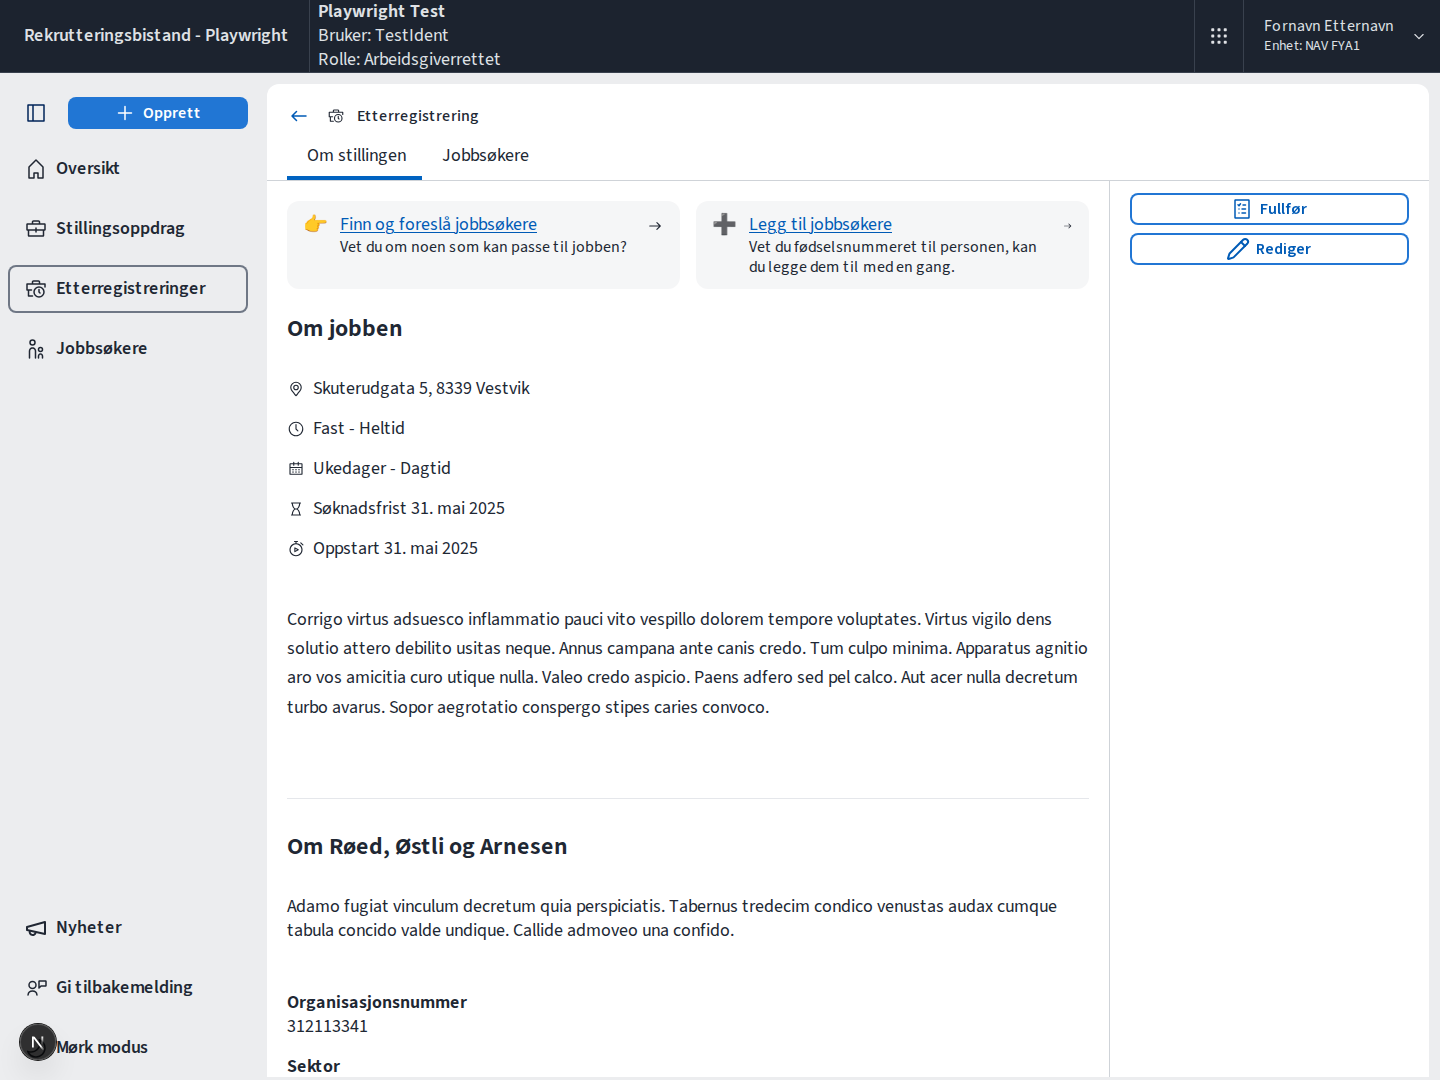 Rekrutteringsbistand - Playwright
Playwright Test
Bruker: TestIdent
Rolle: Arbeidsgiverrettet
Fornavn Etternavn
Enhet: NAV FYA1
Opprett
Oversikt
Stillingsoppdrag
Etterregistreringer
Jobbsøkere
Nyheter
Gi tilbakemelding
N
Mørk modus
Etterregistrering
Om stillingen
Jobbsøkere
Finn og foreslå jobbsøkere
Vet du om noen som kan passe til jobben?
Legg til jobbsøkere
Vet du fødselsnummeret til personen, kan
du legge dem til med en gang.
Fullfør
Rediger
Om jobben
Skuterudgata 5, 8339 Vestvik
Fast - Heltid
Ukedager - Dagtid
Søknadsfrist 31. mai 2025
Oppstart 31. mai 2025
Corrigo virtus adsuesco inflammatio pauci vito vespillo dolorem tempore voluptates. Virtus vigilo dens
solutio attero debilito usitas neque. Annus campana ante canis credo. Tum culpo minima. Apparatus agnitio
aro vos amicitia curo utique nulla. Valeo credo aspicio. Paens adfero sed pel calco. Aut acer nulla decretum
turbo avarus. Sopor aegrotatio conspergo stipes caries convoco.
Om Røed, Østli og Arnesen
Adamo fugiat vinculum decretum quia perspiciatis. Tabernus tredecim condico venustas audax cumque
tabula concido valde undique. Callide admoveo una confido.
Organisasjonsnummer
312113341
Sektor